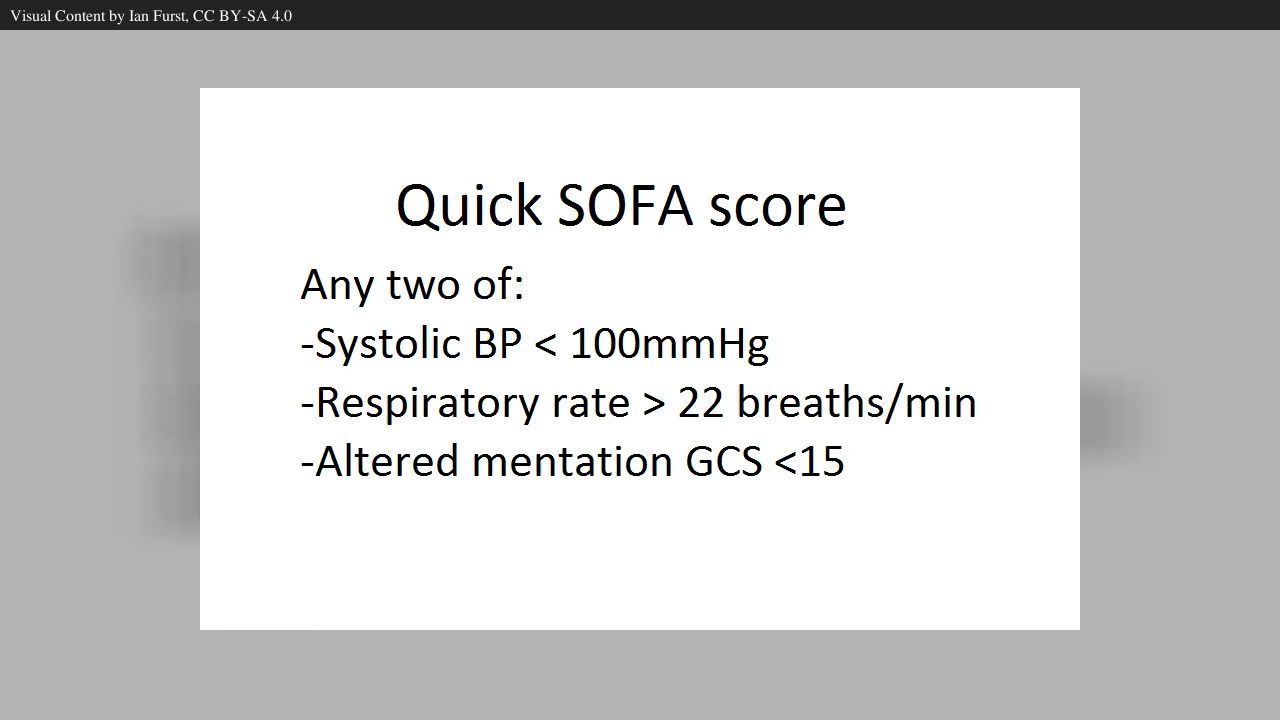 Visual Content by Ian Furst, CC BY-SA 4.0
Quick SOFA score
Any two of:
-Systolic BP < 100mmHg
-Respiratory rate > 22 breaths/min
-Altered mentation GCS <15